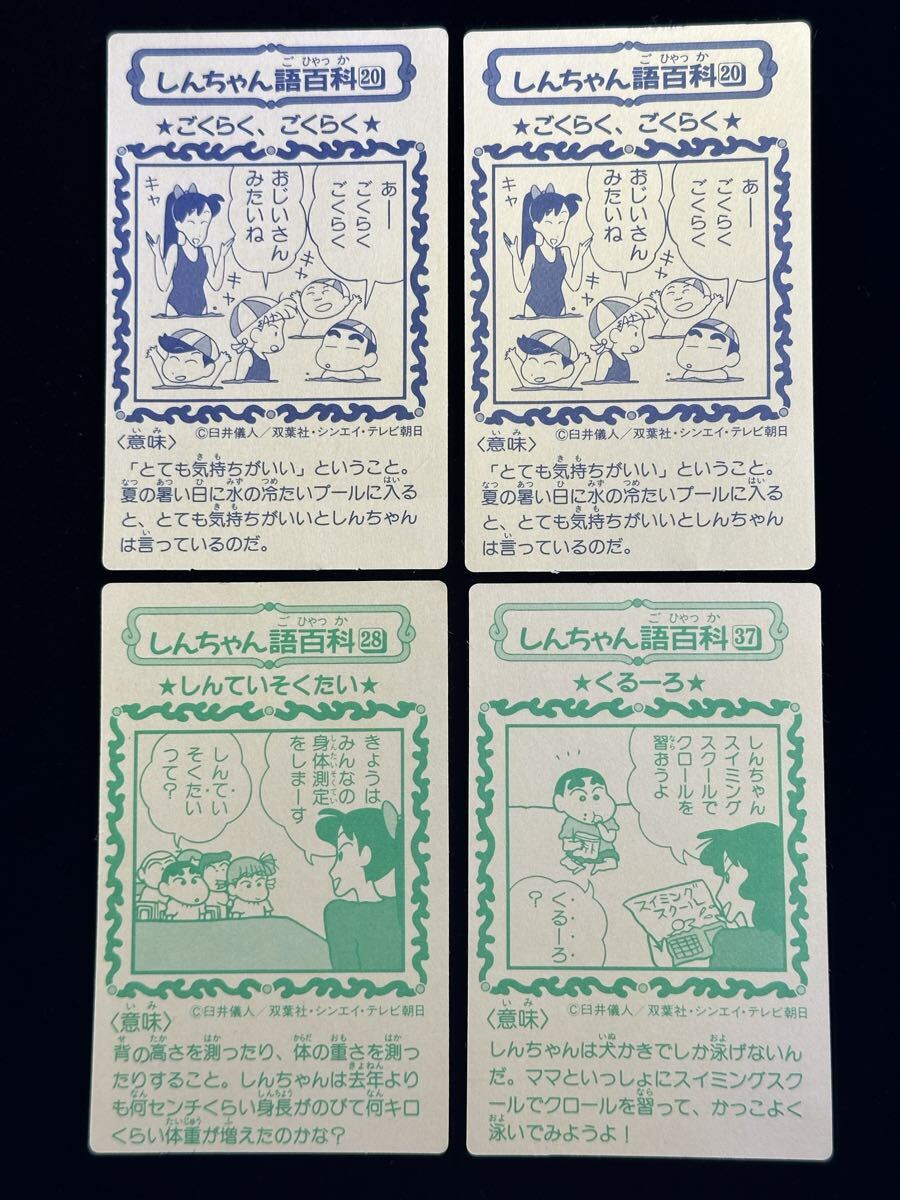 しんちゃん語百科20
★ごくらく、ごくらく★
あー
ごくらく
ごくらく
おじいさん
みたいね
キャ
キャ
©臼井儀人/双葉社・シンエイ・テレビ朝日
〈意味〉
「とても気持ちがいい」ということ。
夏の暑い日に水の冷たいプールに入る
と、とても気持ちがいいとしんちゃん
は言っているのだ。
しんちゃん語百科20
★ごくらく、ごくらく★
あー
ごくらく
ごくらく
おじいさん
みたいね
キャ
キャ
©臼井儀人/双葉社・シンエイ・テレビ朝日
〈意味〉
「とても気持ちがいい」ということ。
夏の暑い日に水の冷たいプールに入る
と、とても気持ちがいいとしんちゃん
は言っているのだ。
しんちゃん語百科28
★しんていそくたい★
きょうは
みんなの
身体測定
をしまーす
しんてい
そくたい
って?
©臼井儀人/双葉社・シンエイ・テレビ朝日
〈意味〉
背の高さを測ったり、体の重さを測っ
たりすること。しんちゃんは去年より
も何センチくらい身長がのびて何キロ
くらい体重が増えたのかな?
しんちゃん語百科37
★くるーろ★
しんちゃん
スイミング
スクールで
クロールを
習おうよ
くるーろ
?
スイミング
スクール
©臼井儀人/双葉社・シンエイ・テレビ朝日
〈意味〉
しんちゃんは犬かきでしか泳げないん
だ。ママといっしょにスイミングスク
ールでクロールを習って、かっこよく
泳いでみようよ!